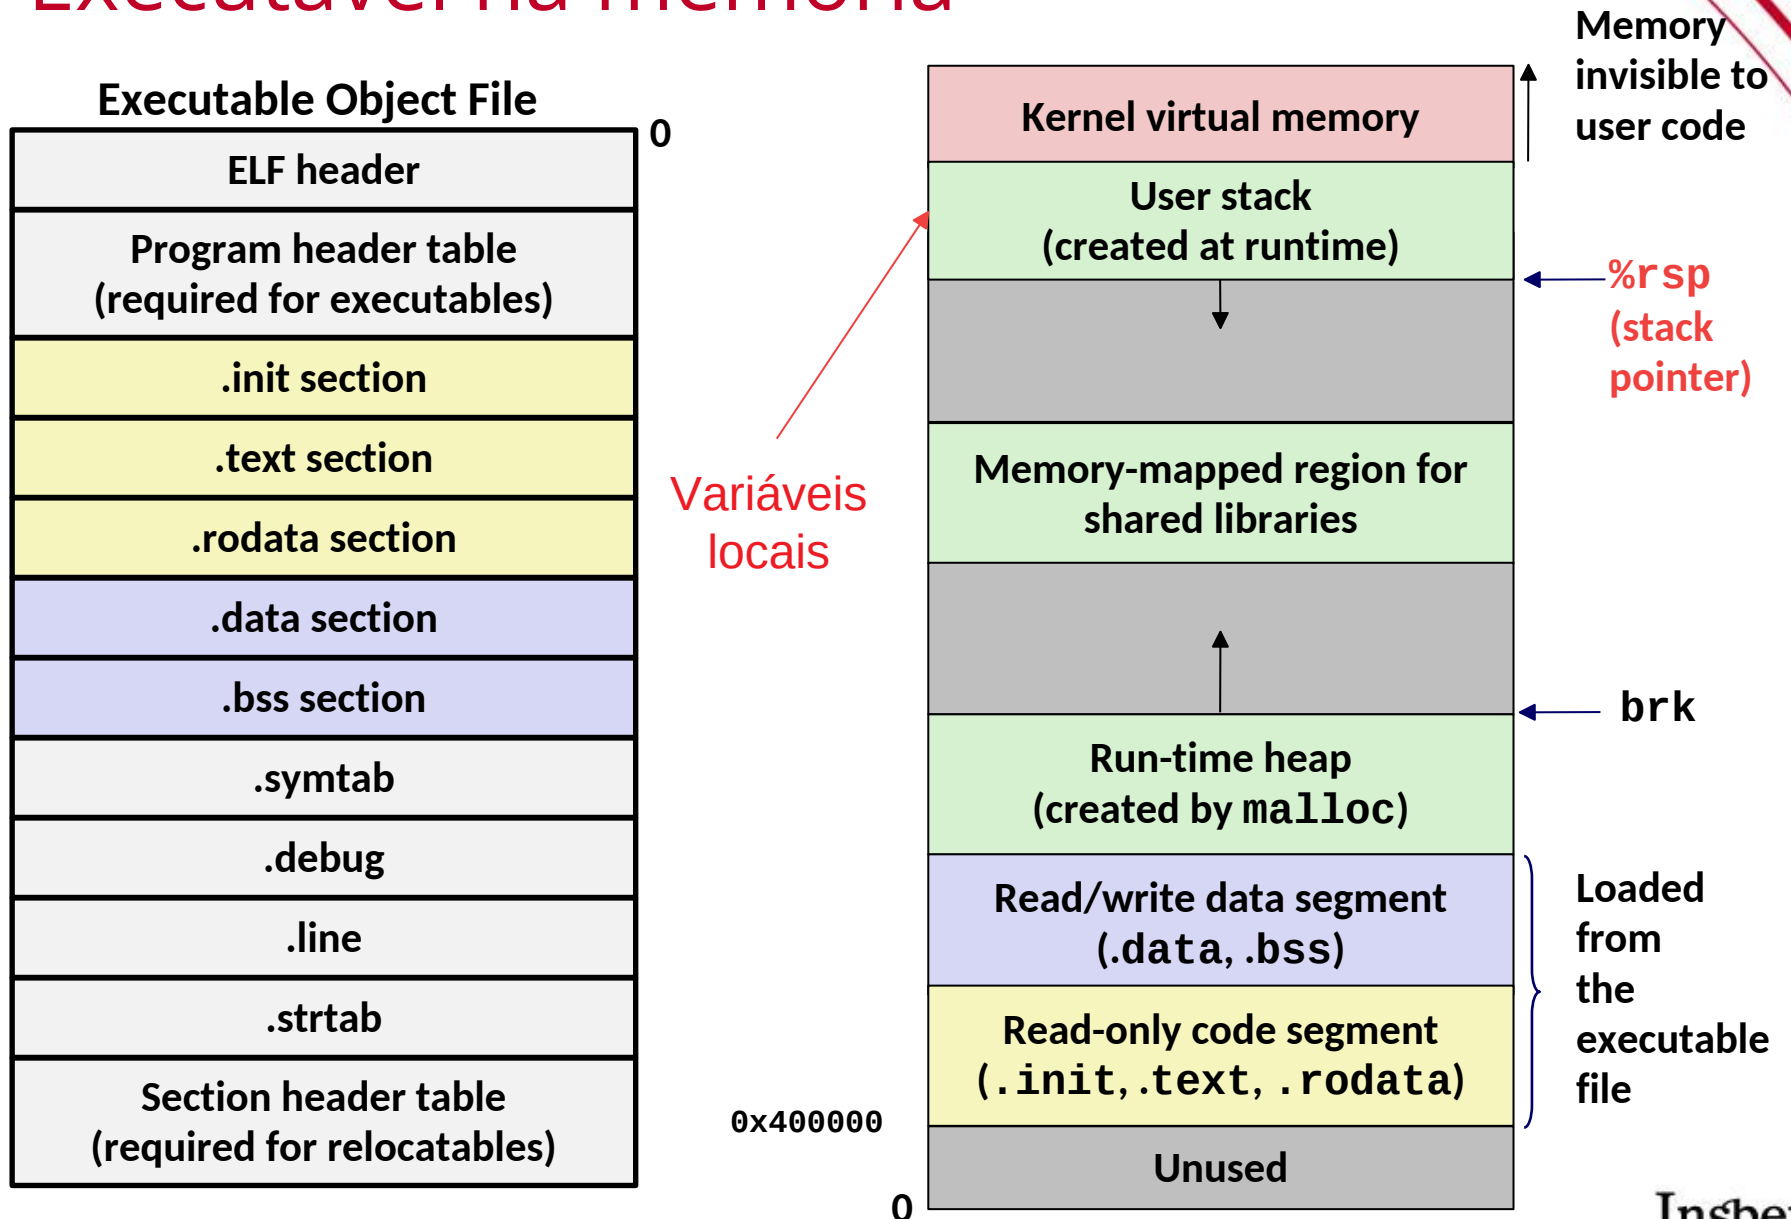 Executável na memória
Executable Object File
0
ELF header
Program header table
(required for executables)
.init section
.text section
.rodata section
.data section
.bss section
.symtab
.debug
.line
.strtab
Section header table
(required for relocatables)
Variáveis
locais
Kernel virtual memory
User stack
(created at runtime)
Memory-mapped region for
shared libraries
Run-time heap
(created by malloc)
Read/write data segment
(.data, .bss)
Read-only code segment
(.init, .text, .rodata)
Unused
0x400000
0
Memory
invisible to
user code
%rsp
(stack
pointer)
brk
Loaded
from
the
executable
file